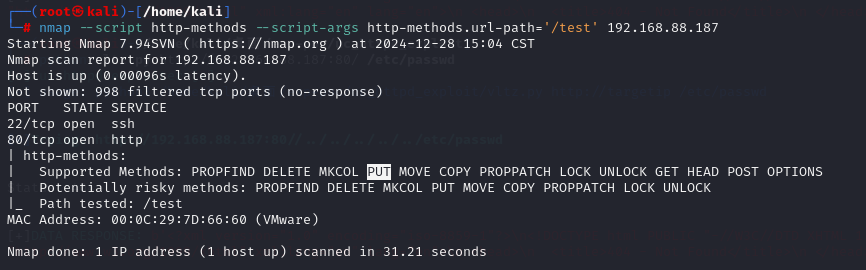 ┌──(root㉿kali)-[/home/kali]
└─# nmap --script http-methods --script-args http-methods.url-path='/test' 192.168.88.187
Starting Nmap 7.94SVN ( https://nmap.org ) at 2024-12-28 15:04 CST
Nmap scan report for 192.168.88.187
Host is up (0.00096s latency).
Not shown: 998 filtered tcp ports (no-response)
PORT   STATE SERVICE
22/tcp open  ssh
80/tcp open  http
| http-methods:
|   Supported Methods: PROPFIND DELETE MKCOL PUT MOVE COPY PROPPATCH LOCK UNLOCK GET HEAD POST OPTIONS
|   Potentially risky methods: PROPFIND DELETE MKCOL PUT MOVE COPY PROPPATCH LOCK UNLOCK
|_  Path tested: /test
MAC Address: 00:0C:29:7D:66:60 (VMware)
Nmap done: 1 IP address (1 host up) scanned in 31.21 seconds